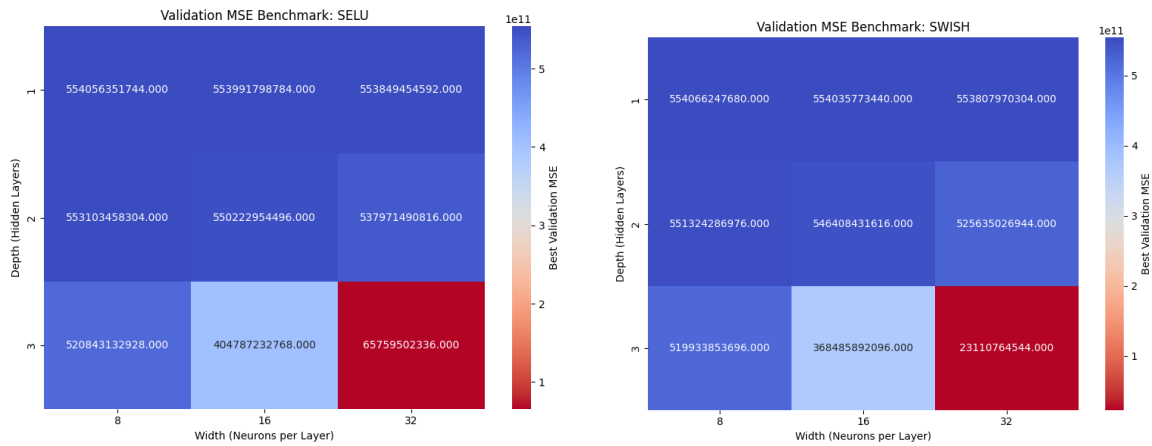 Validation MSE Benchmark: SELU
1e11
Depth (Hidden Layers)
1
554056351744.000 553991798784.000 553849454592.000
2
553103458304.000 550222954496.000 537971490816.000
3
520843132928.000 404787232768.000 65759502336.000
8 16 32
Width (Neurons per Layer)
5
4
3
2
1
Best Validation MSE
Validation MSE Benchmark: SWISH
1e11
Depth (Hidden Layers)
1
554066247680.000 554035773440.000 553807970304.000
2
551324286976.000 546408431616.000 525635026944.000
3
519933853696.000 368485892096.000 23110764544.000
8 16 32
Width (Neurons per Layer)
5
4
3
2
1
Best Validation MSE